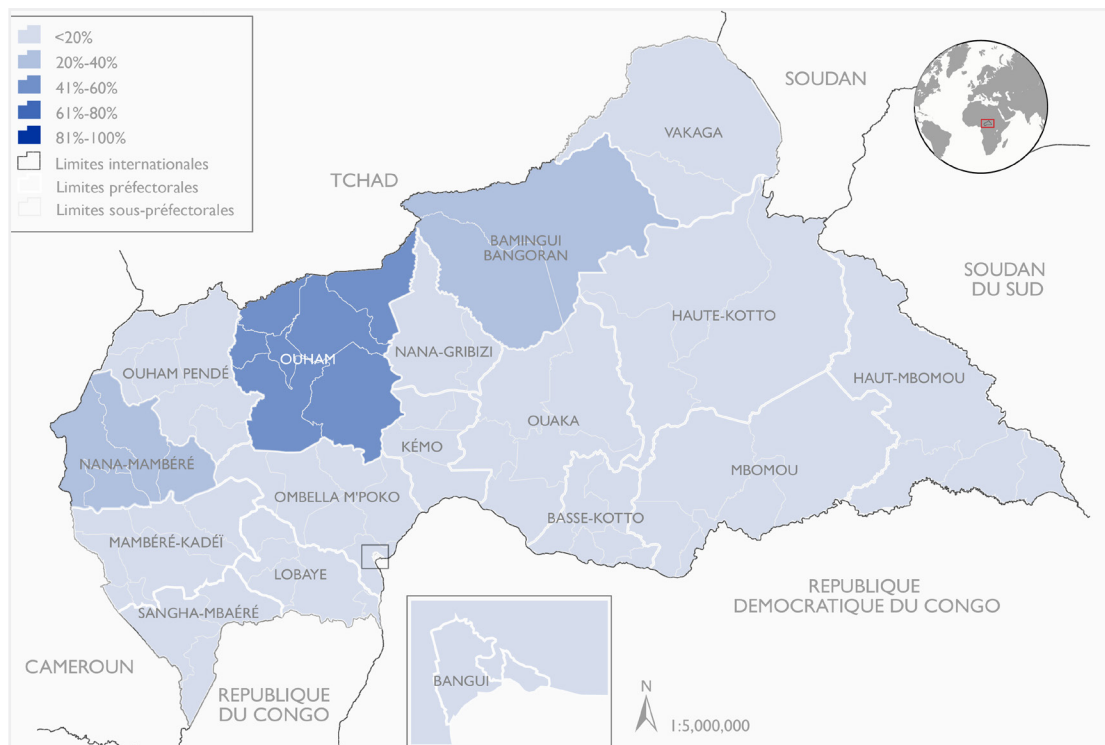 <20%
20%-40%
41%-60%
61%-80%
81%-100%
Limites internationales
Limites préfectorales
Limites sous-préfectorales
SOUDAN
VAKAGA
TCHAD
BAMINGUI
BANGORAN
SOUDAN
DU SUD
HAUTE-KOTTO
OUHAM
NANA-GRIBIZI
OUHAM PENDÉ
HAUT-MBOMOU
OUAKA
KÉMO
NANA-MAMBÉRÉ
MBOMOU
OMBELLA M'POKO
BASSE-KOTTO
MAMBÉRÉ-KADÉÏ
LOBAYE
REPUBLIQUE
DEMOCRATIQUE DU CONGO
SANGHA-MBAÉRÉ
CAMEROUN
BANGUI
REPUBLIQUE
DU CONGO
N
1:5,000,000